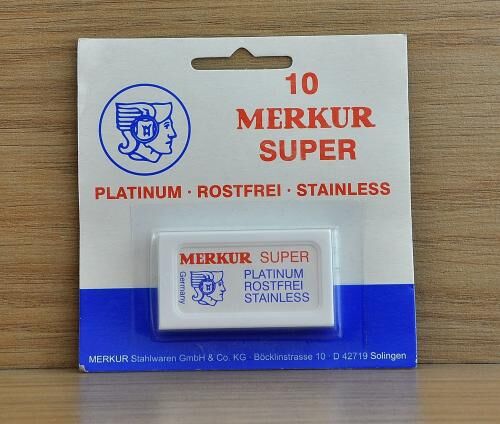 10
MERKUR
SUPER
PLATINUM · ROSTFREI · STAINLESS
MERKUR SUPER
Germany
PLATINUM
ROSTFREI
STAINLESS
MERKUR Stahlwaren GmbH & Co. KG · Böcklinstrasse 10 · D 42719 Solingen